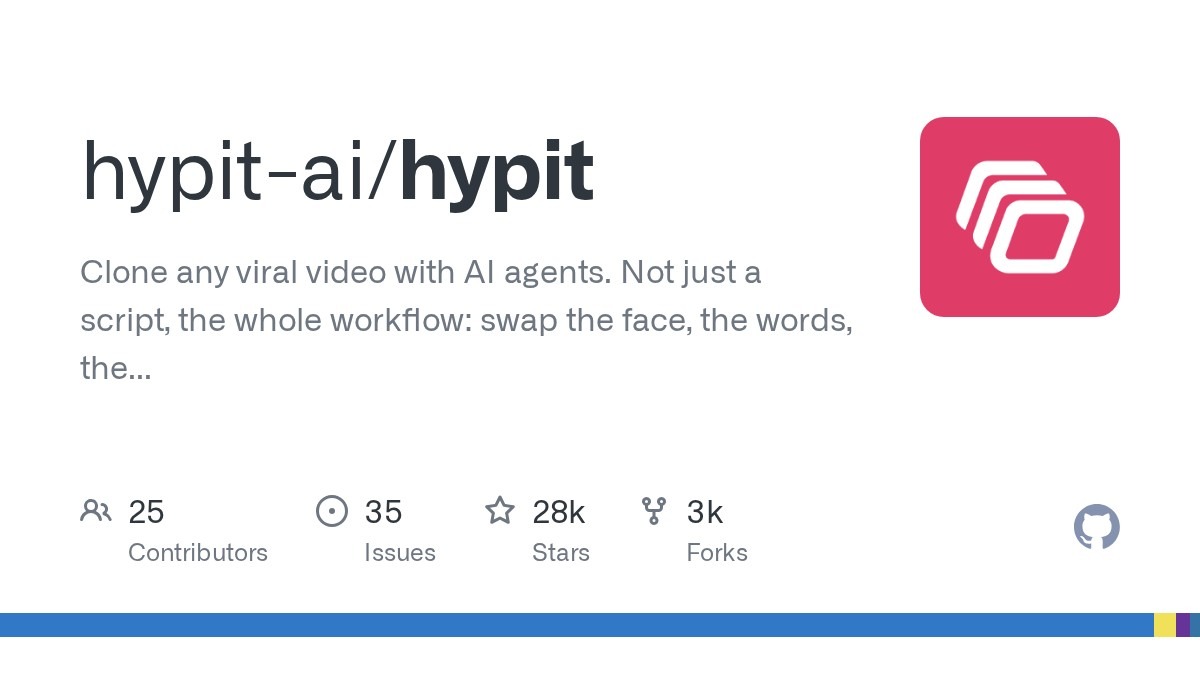 hypit-ai/hypit
Clone any viral video with AI agents. Not just a
script, the whole workflow: swap the face, the words,
the...
25
Contributors
35
Issues
28k
Stars
3k
Forks